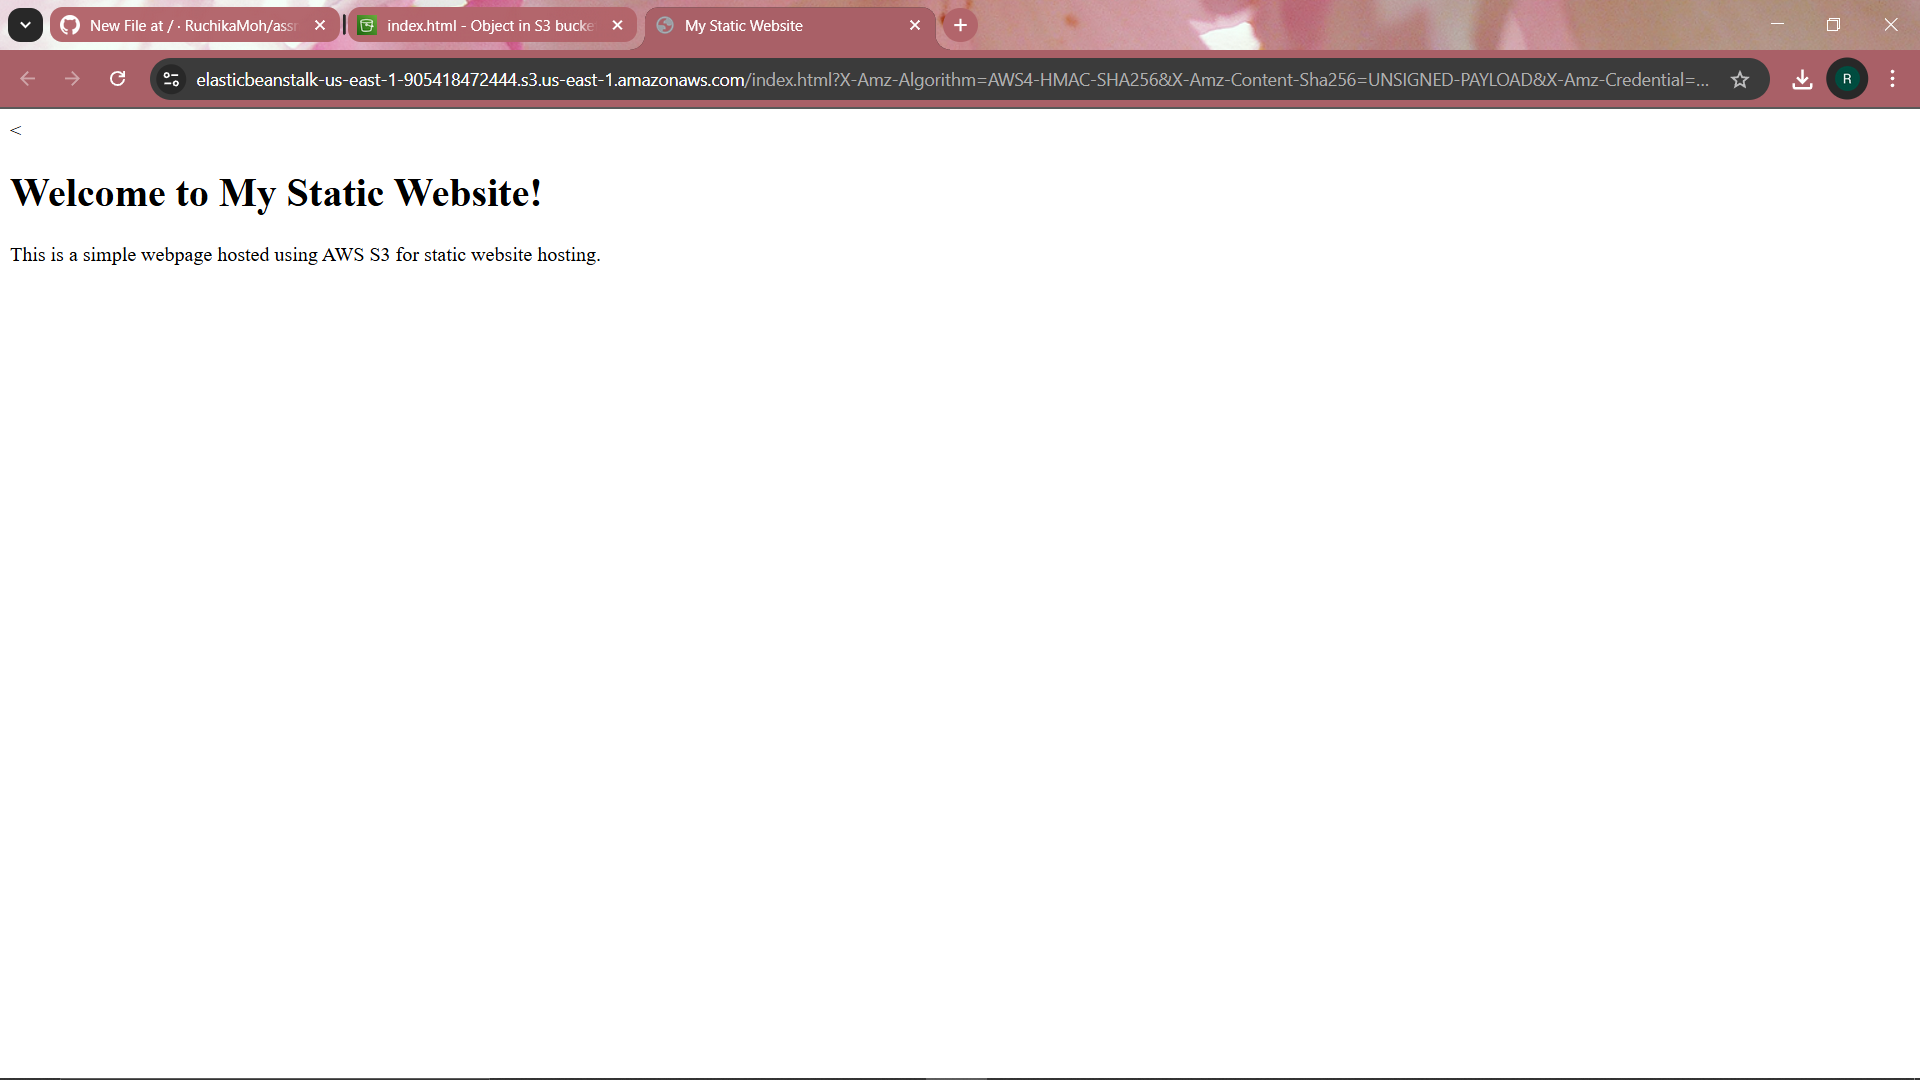 New File at / · RuchikaMoh/assn
index.html - Object in S3 bucke
My Static Website
elasticbeanstalk-us-east-1-905418472444.s3.us-east-1.amazonaws.com/index.html?X-Amz-Algorithm=AWS4-HMAC-SHA256&X-Amz-Content-Sha256=UNSIGNED-PAYLOAD&X-Amz-Credential=...
R
<
Welcome to My Static Website!
This is a simple webpage hosted using AWS S3 for static website hosting.